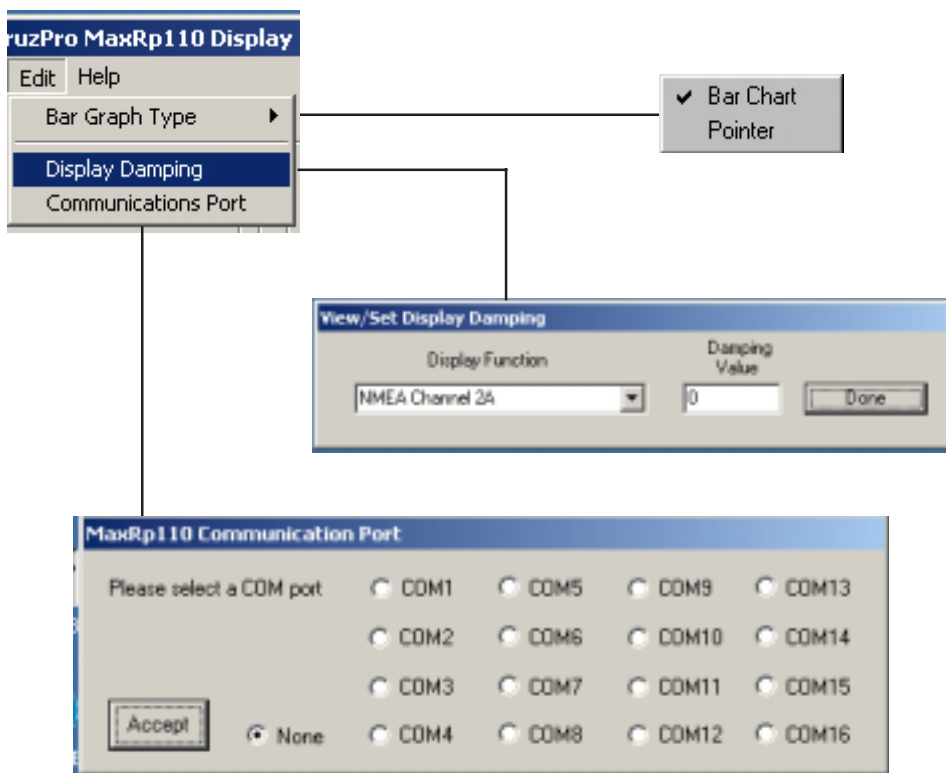 ruzPro MaxRp110 Display
Edit Help
Bar Graph Type
Display Damping
Communications Port
Bar Chart
Pointer
View/Set Display Damping
Display Function
Damping
Value
NMEA Channel 2A
0
Done
MaxRp110 Communication Port
Please select a COM port
COM1 COM5 COM9 COM13
COM2 COM6 COM10 COM14
COM3 COM7 COM11 COM15
Accept None COM4 COM8 COM12 COM16